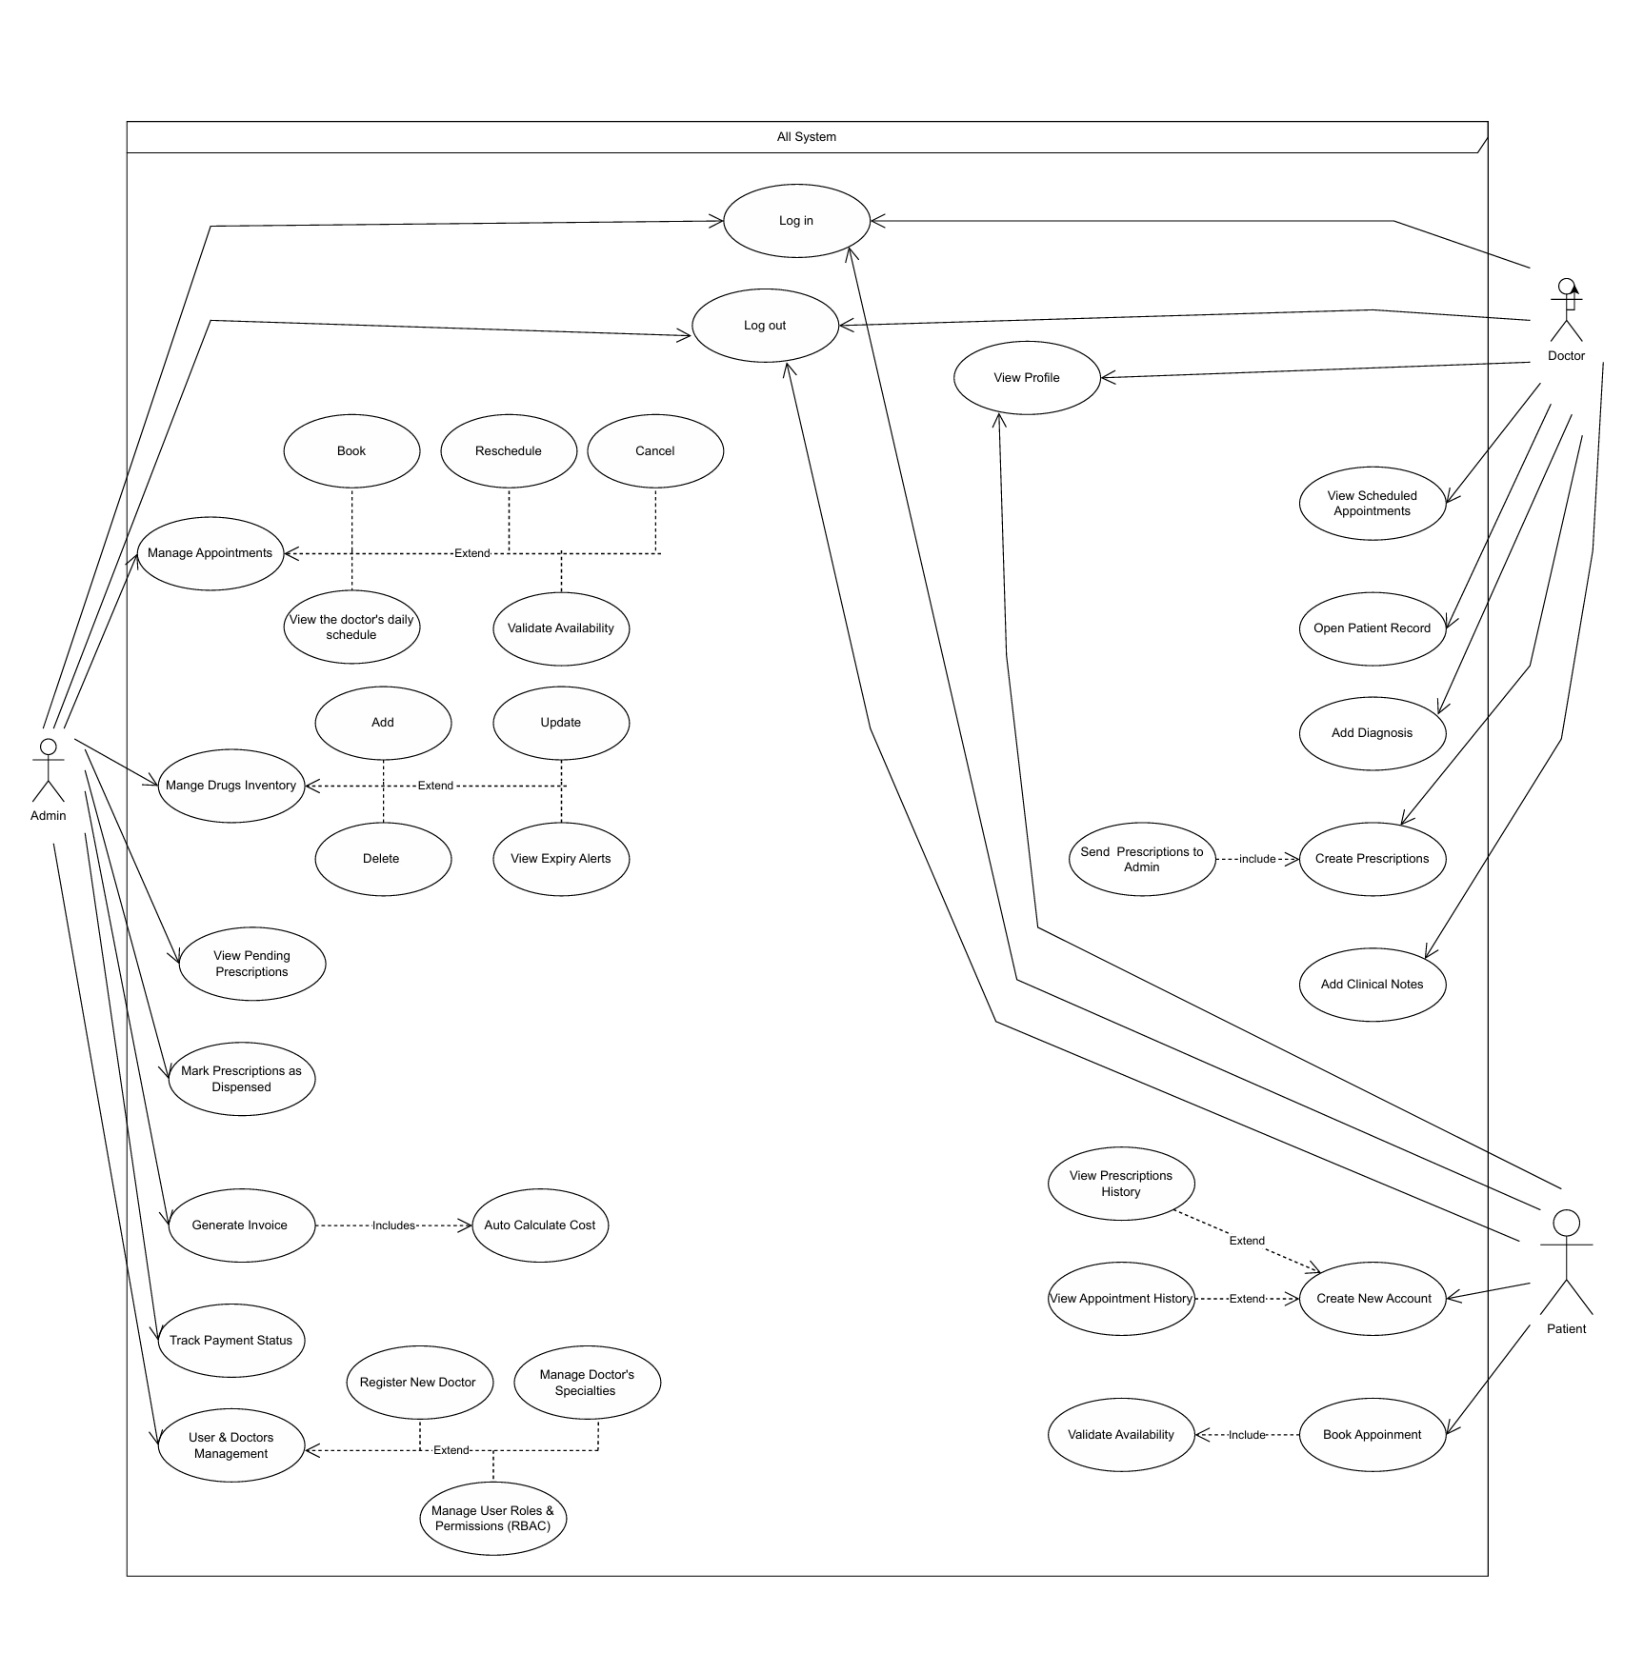 All System
Log in
Log out
Doctor
View Profile
Book
Reschedule
Cancel
View Scheduled
Appointments
Manage Appointments
Extend
View the doctor's daily
schedule
Validate Availability
Open Patient Record
Add
Update
Add Diagnosis
Mange Drugs Inventory
Extend
Admin
Delete
View Expiry Alerts
Send Prescriptions to
Admin
include
Create Prescriptions
View Pending
Prescriptions
Add Clinical Notes
Mark Prescriptions as
Dispensed
View Prescriptions
History
Generate Invoice
Includes
Auto Calculate Cost
Extend
View Appointment History
Extend
Create New Account
Patient
Track Payment Status
Register New Doctor
Manage Doctor's
Specialties
User & Doctors
Management
Extend
Validate Availability
Include
Book Appoinment
Manage User Roles &
Permissions (RBAC)